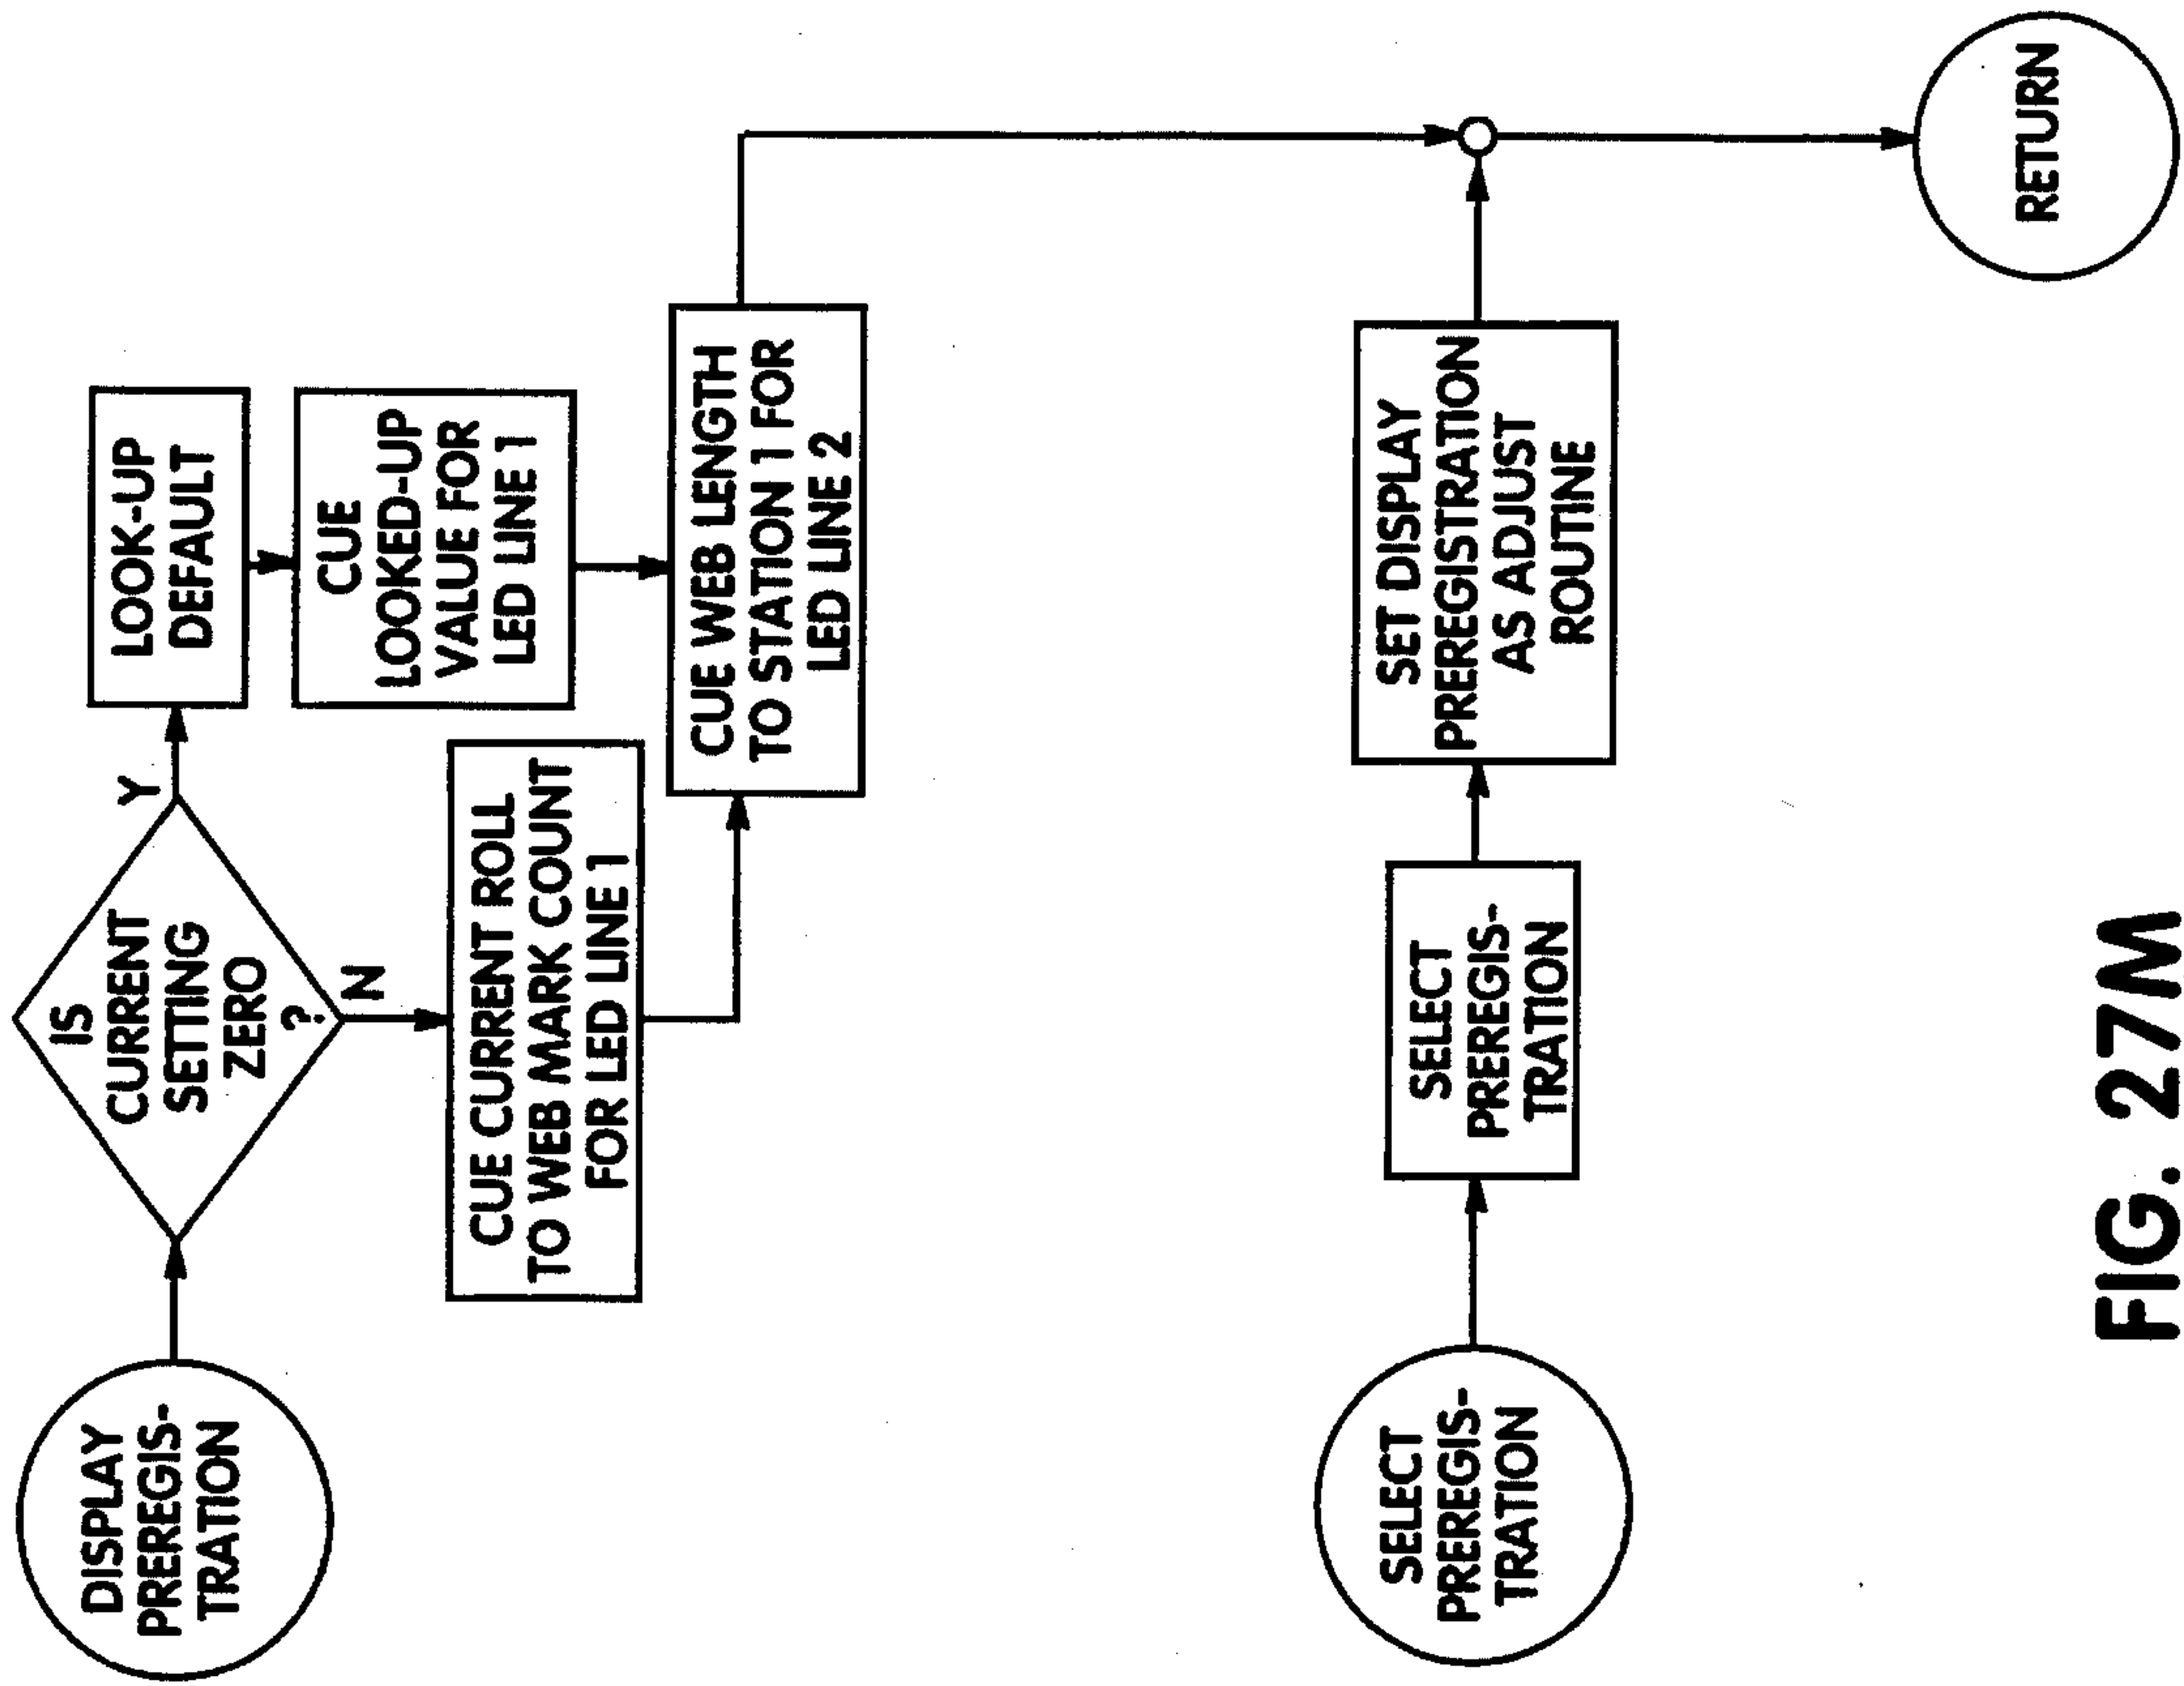 DISPLAY
PREREGIS-
TRATION
IS
CURRENT
SETTING
ZERO
?
Y
N
LOOK-UP
DEFAULT
CUE
LOOKED-UP
VALUE FOR
LED LINE 1
CUE CURRENT ROLL
TO WEB MARK COUNT
FOR LED LINE 1
CUE WEB LENGTH
TO STATION 1 FOR
LED LINE 2
SELECT
PREREGIS-
TRATION
SELECT
PREREGIS-
TRATION
SET DISPLAY
PREREGISTRATION
AS ADJUST
ROUTINE
RETURN
FIG. 27M